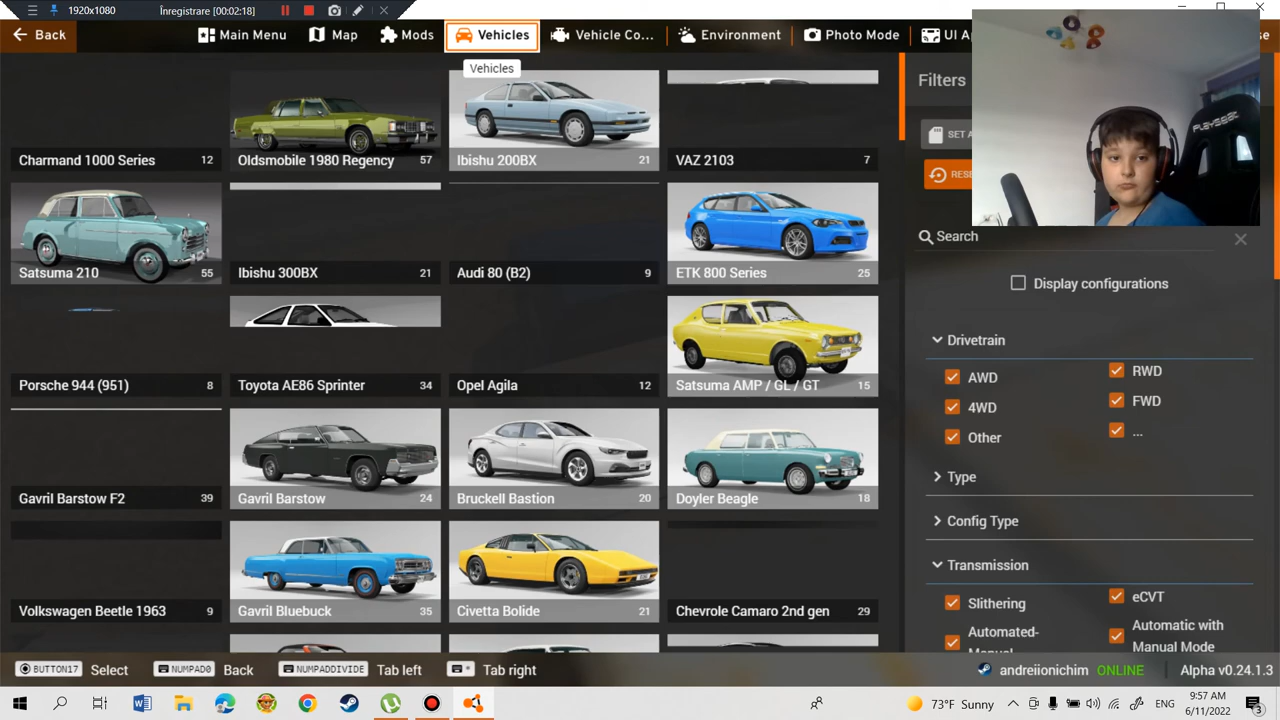 1920x1080
Înregistrare [00:02:18]
Back
Main Menu
Map
Mods
Vehicles
Vehicle Co...
Environment
Photo Mode
UI Ap
se
Vehicles
Charmand 1000 Series 12
Oldsmobile 1980 Regency 57
Ibishu 200BX 21
VAZ 2103 7
Satsuma 210 55
Ibishu 300BX 21
Audi 80 (B2) 9
ETK 800 Series 25
Porsche 944 (951) 8
Toyota AE86 Sprinter 34
Opel Agila 12
Satsuma AMP / GL / GT 15
Gavril Barstow F2 39
Gavril Barstow 24
Bruckell Bastion 20
Doyler Beagle 18
Volkswagen Beetle 1963 9
Gavril Bluebuck 35
Civetta Bolide 21
Chevrole Camaro 2nd gen 29
Filters
SET A
RESE
Search
Display configurations
Drivetrain
AWD
RWD
4WD
FWD
Other
...
Type
Config Type
Transmission
Slithering
eCVT
Automated-
Automatic with
Manual Mode
BUTTON17 Select
NUMPAD0 Back
NUMPADDIVIDE Tab left
* Tab right
andreiionichim ONLINE
Alpha v0.24.1.3
73°F Sunny
ENG
9:57 AM
6/11/2022
3
PLAYSEAT